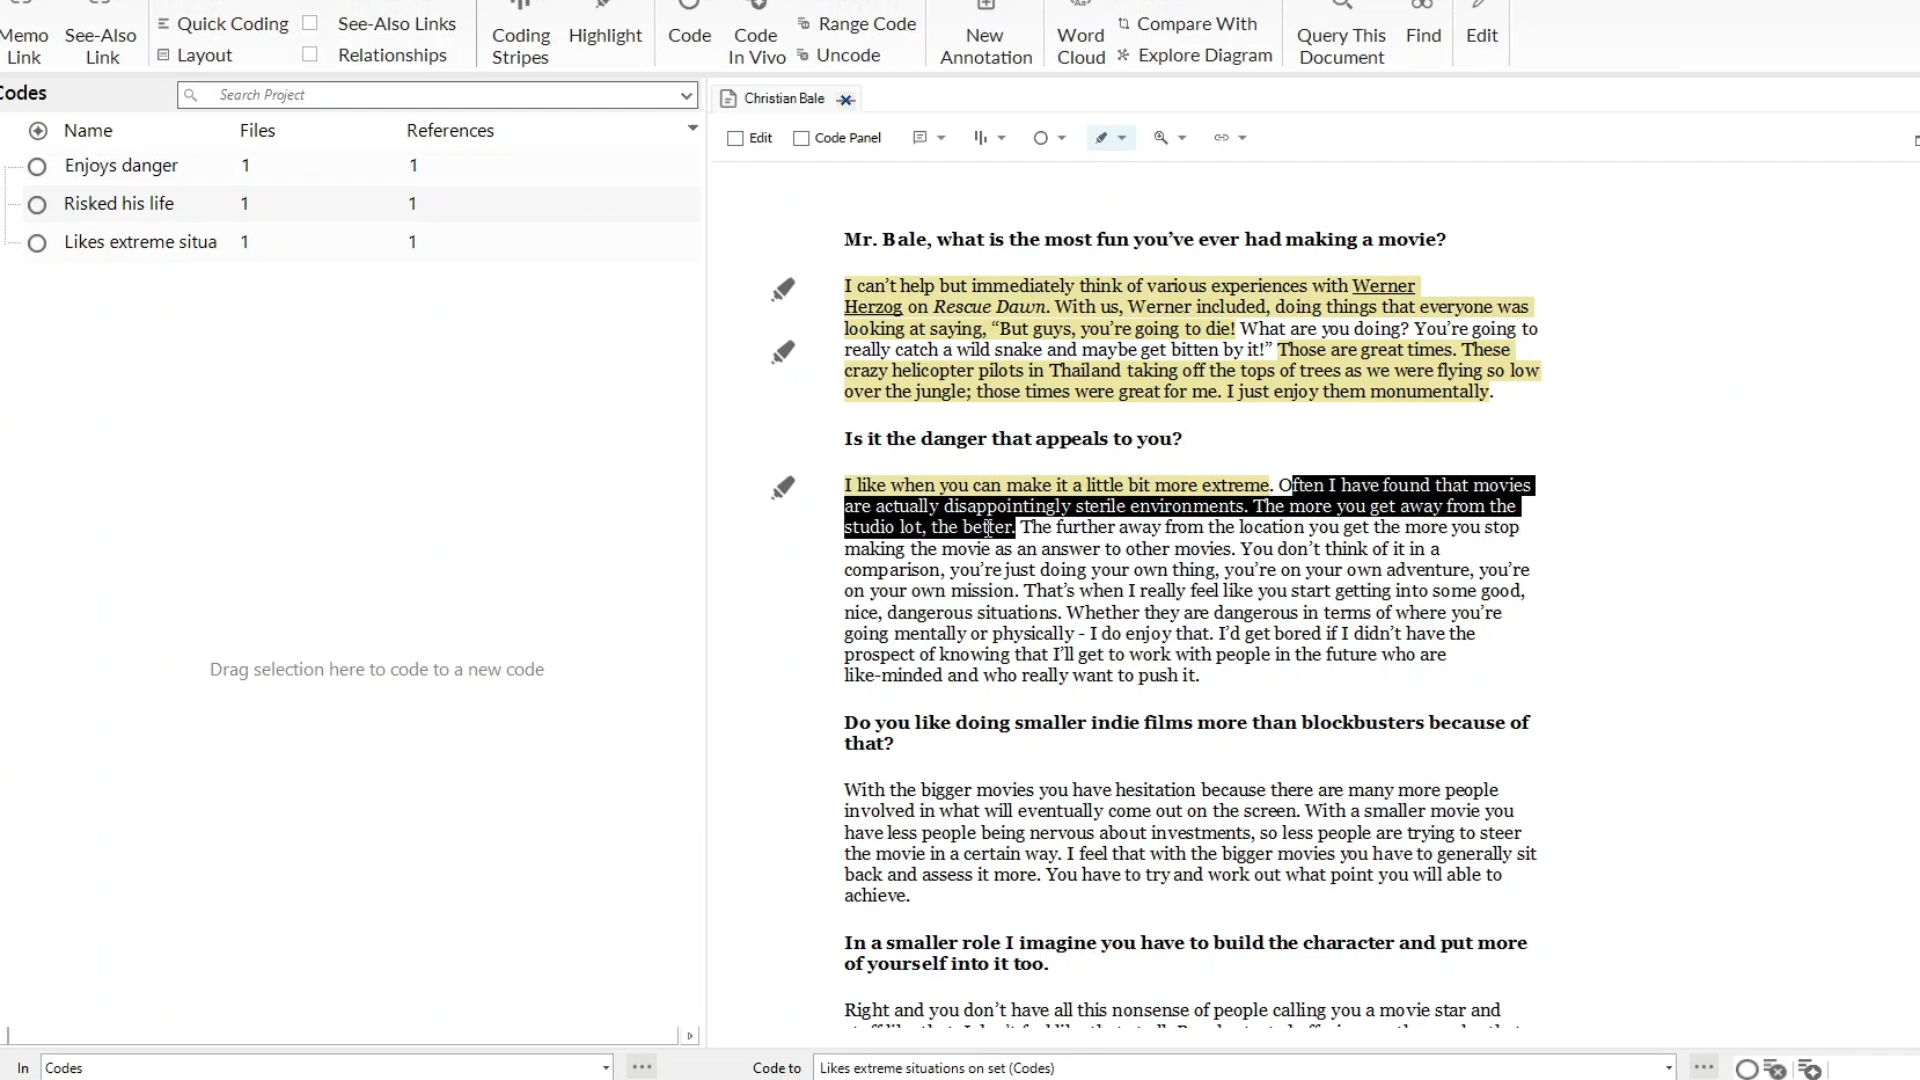 Memo
Link
See-Also
Link
Quick Coding
See-Also Links
Layout
Relationships
Coding
Stripes
Highlight
Code
Code
In Vivo
Range Code
Uncode
New
Annotation
Word
Cloud
Compare With
Explore Diagram
Query This
Document
Find
Edit
Codes
Search Project
Name Files References
Enjoys danger 1 1
Risked his life 1 1
Likes extreme situa 1 1
Drag selection here to code to a new code
In Codes
Christian Bale
Edit Code Panel
Mr. Bale, what is the most fun you’ve ever had making a movie?
I can’t help but immediately think of various experiences with Werner
Herzog on Rescue Dawn. With us, Werner included, doing things that everyone was
looking at saying, “But guys, you’re going to die! What are you doing? You’re going to
really catch a wild snake and maybe get bitten by it!” Those are great times. These
crazy helicopter pilots in Thailand taking off the tops of trees as we were flying so low
over the jungle; those times were great for me. I just enjoy them monumentally.
Is it the danger that appeals to you?
I like when you can make it a little bit more extreme. Often I have found that movies
are actually disappointingly sterile environments. The more you get away from the
studio lot, the better. The further away from the location you get the more you stop
making the movie as an answer to other movies. You don’t think of it in a
comparison, you’re just doing your own thing, you’re on your own adventure, you’re
on your own mission. That’s when I really feel like you start getting into some good,
nice, dangerous situations. Whether they are dangerous in terms of where you’re
going mentally or physically - I do enjoy that. I’d get bored if I didn’t have the
prospect of knowing that I’ll get to work with people in the future who are
like-minded and who really want to push it.
Do you like doing smaller indie films more than blockbusters because of
that?
With the bigger movies you have hesitation because there are many more people
involved in what will eventually come out on the screen. With a smaller movie you
have less people being nervous about investments, so less people are trying to steer
the movie in a certain way. I feel that with the bigger movies you have to generally sit
back and assess it more. You have to try and work out what point you will able to
achieve.
In a smaller role I imagine you have to build the character and put more
of yourself into it too.
Right and you don’t have all this nonsense of people calling you a movie star and
Code to Likes extreme situations on set (Codes)